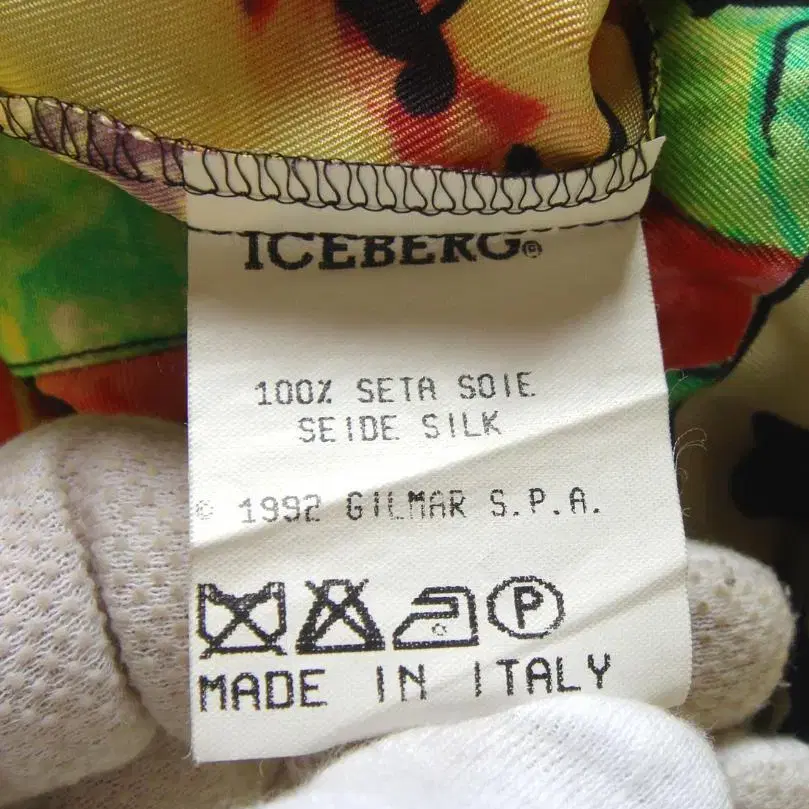 ICEBERG®
100% SETA SOIE
SEIDE SILK
© 1992 GILMAR S.P.A.
P
MADE IN ITALY